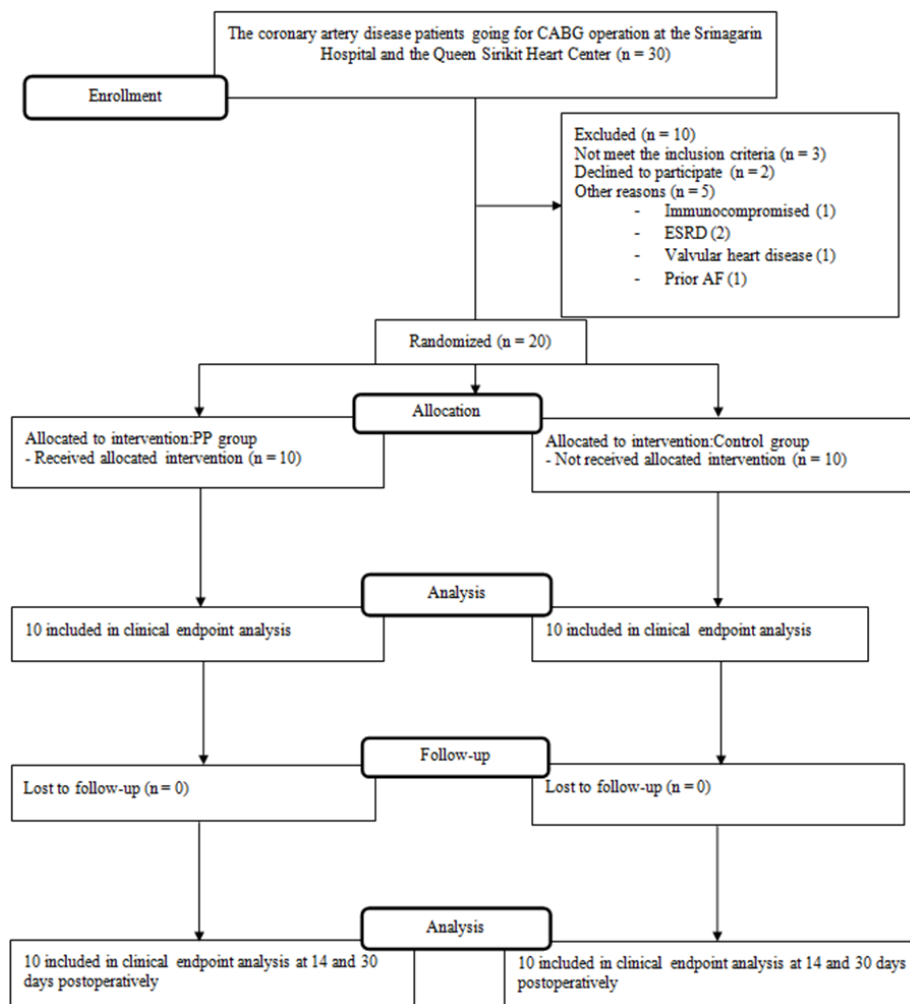 The coronary artery disease patients going for CABG operation at the Srinagarin
Hospital and the Queen Sirikit Heart Center (n = 30)
Enrollment
Excluded (n = 10)
Not meet the inclusion criteria (n = 3)
Declined to participate (n = 2)
Other reasons (n = 5)
- Immunocompromised (1)
- ESRD (2)
- Valvular heart disease (1)
- Prior AF (1)
Randomized (n = 20)
Allocation
Allocated to intervention:PP group
- Received allocated intervention (n = 10)
Allocated to intervention:Control group
- Not received allocated intervention (n = 10)
Analysis
10 included in clinical endpoint analysis
10 included in clinical endpoint analysis
Follow-up
Lost to follow-up (n = 0)
Lost to follow-up (n = 0)
Analysis
10 included in clinical endpoint analysis at 14 and 30
days postoperatively
10 included in clinical endpoint analysis at 14 and 30 days
postoperatively